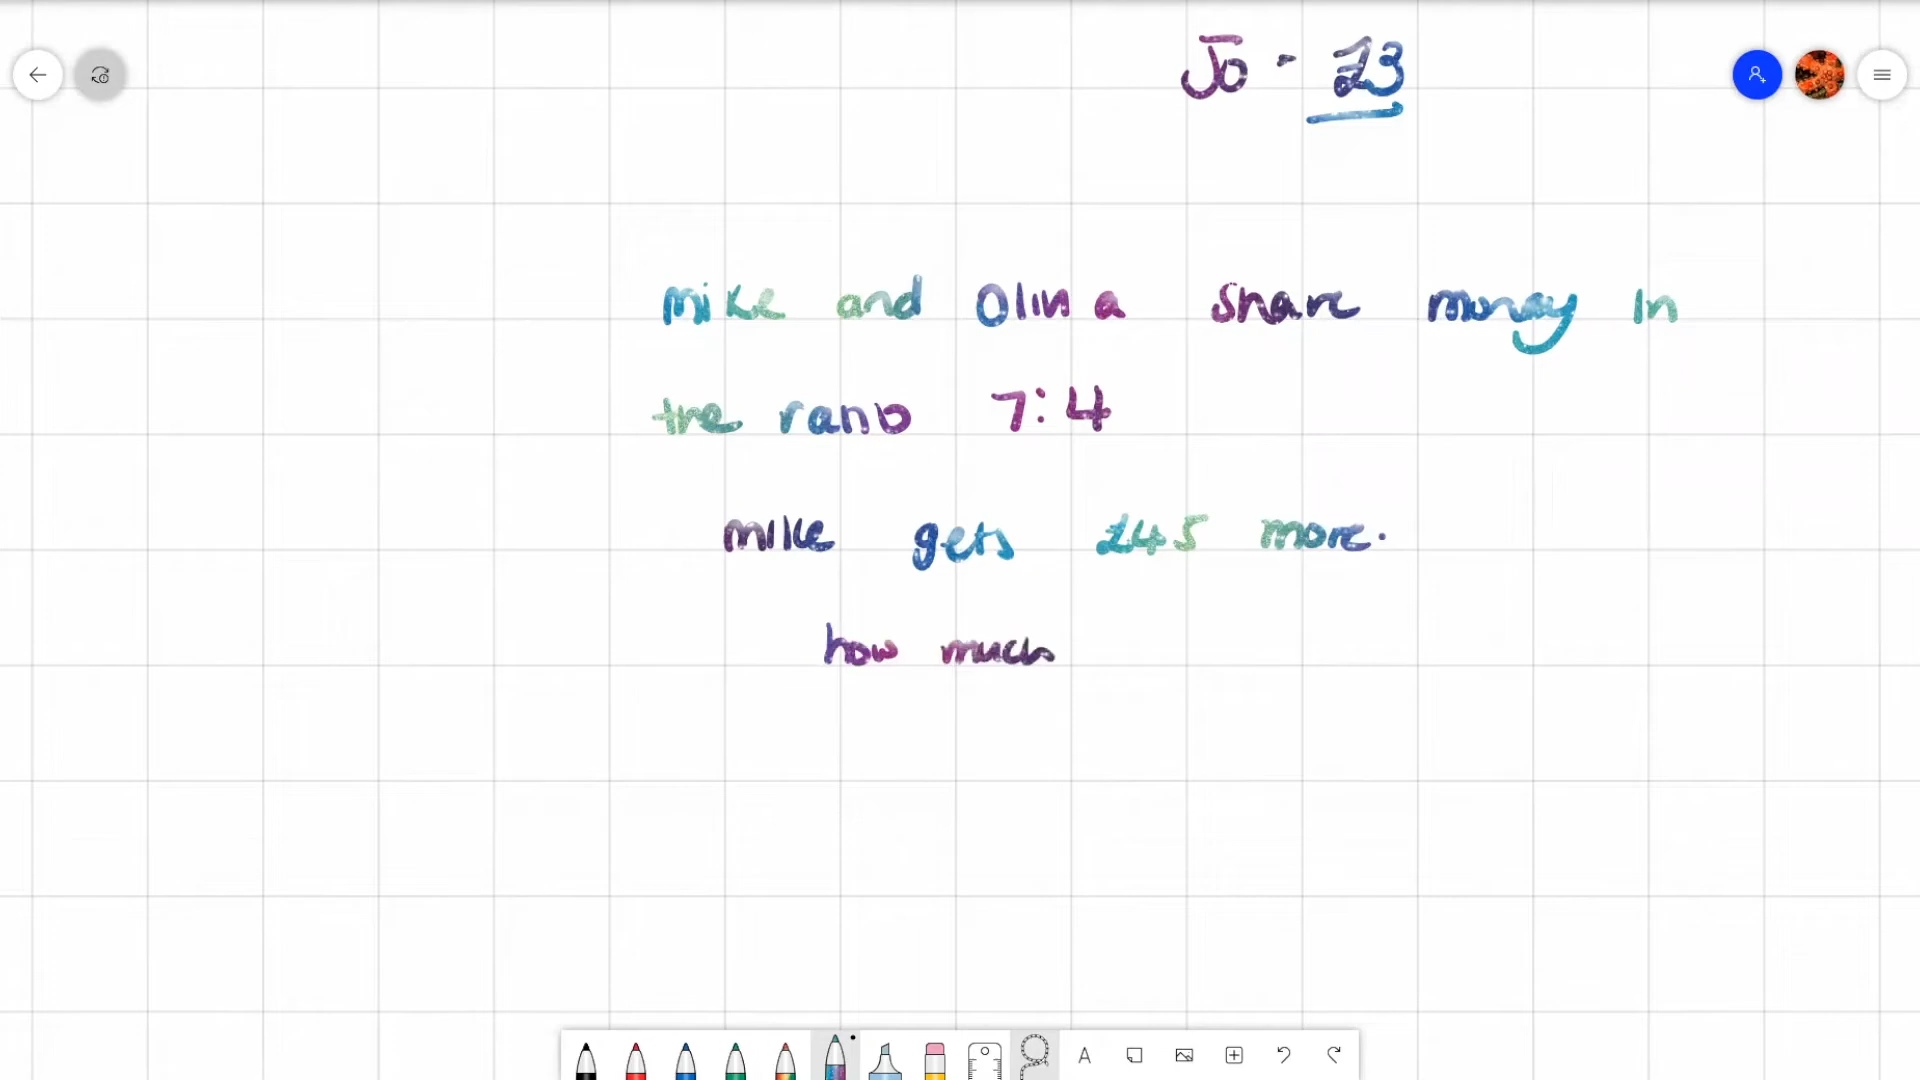 Jo - £3
Mike and Olivia share money in
the ratio 7:4
Mike gets £45 more.
how much
A